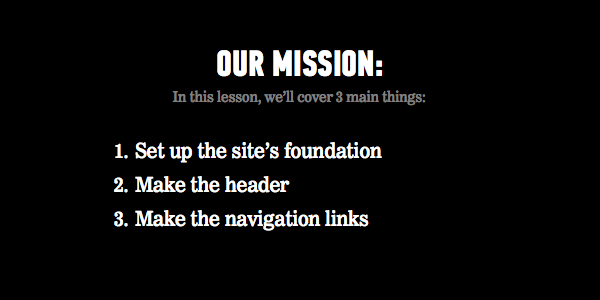 OUR MISSION:
In this lesson, we’ll cover 3 main things:
1. Set up the site’s foundation
2. Make the header
3. Make the navigation links